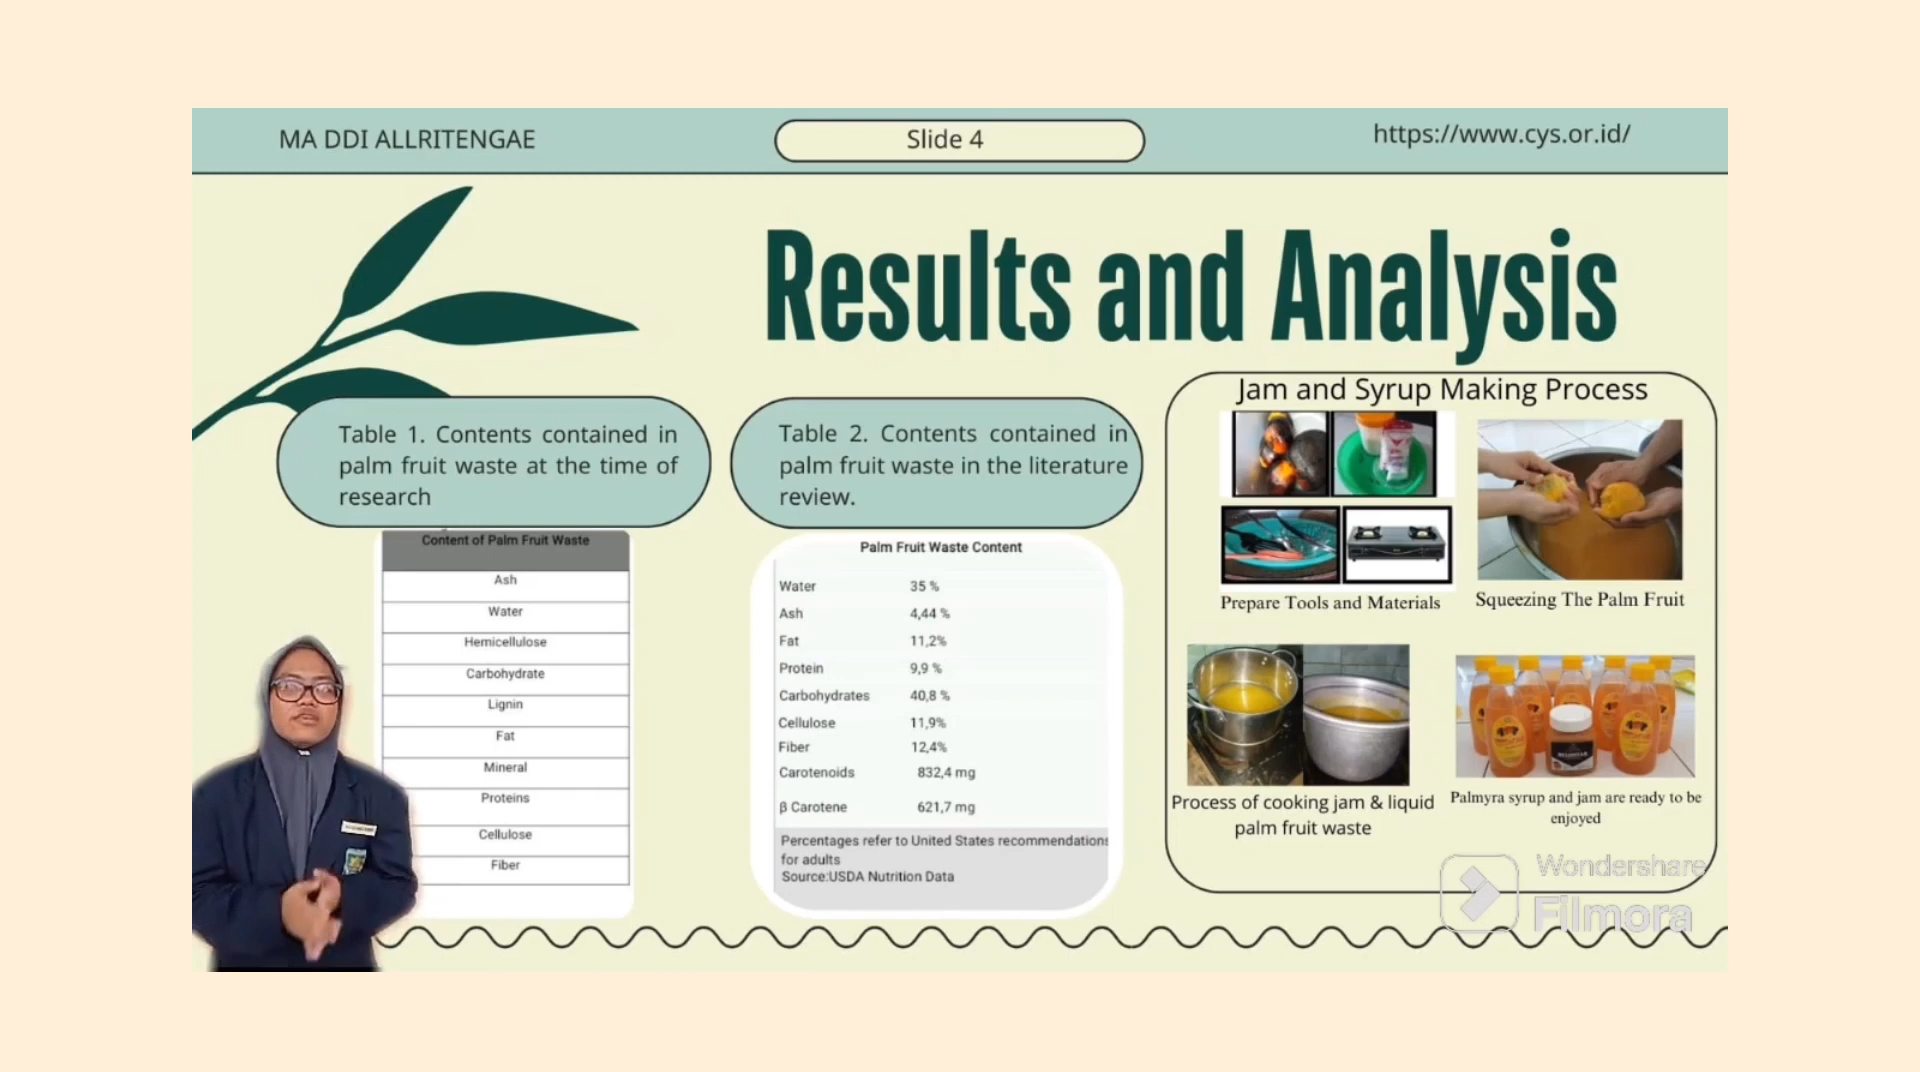 MA DDI ALLRITENGAE
Slide 4
https://www.cys.or.id/
Results and Analysis
Table 1. Contents contained in
palm fruit waste at the time of
research
Content of Palm Fruit Waste
Ash
Water
Hemicellulose
Carbohydrate
Lignin
Fat
Mineral
Proteins
Cellulose
Fiber
Table 2. Contents contained in
palm fruit waste in the literature
review.
Palm Fruit Waste Content
Water 35 %
Ash 4,44 %
Fat 11,2%
Protein 9,9 %
Carbohydrates 40,8 %
Cellulose 11,9%
Fiber 12,4%
Carotenoids 832,4 mg
β Carotene 621,7 mg
Percentages refer to United States recommendations
for adults
Source:USDA Nutrition Data
Jam and Syrup Making Process
Prepare Tools and Materials
Squeezing The Palm Fruit
Process of cooking jam & liquid
palm fruit waste
Palmyra syrup and jam are ready to be
enjoyed
Wondershare
Filmora